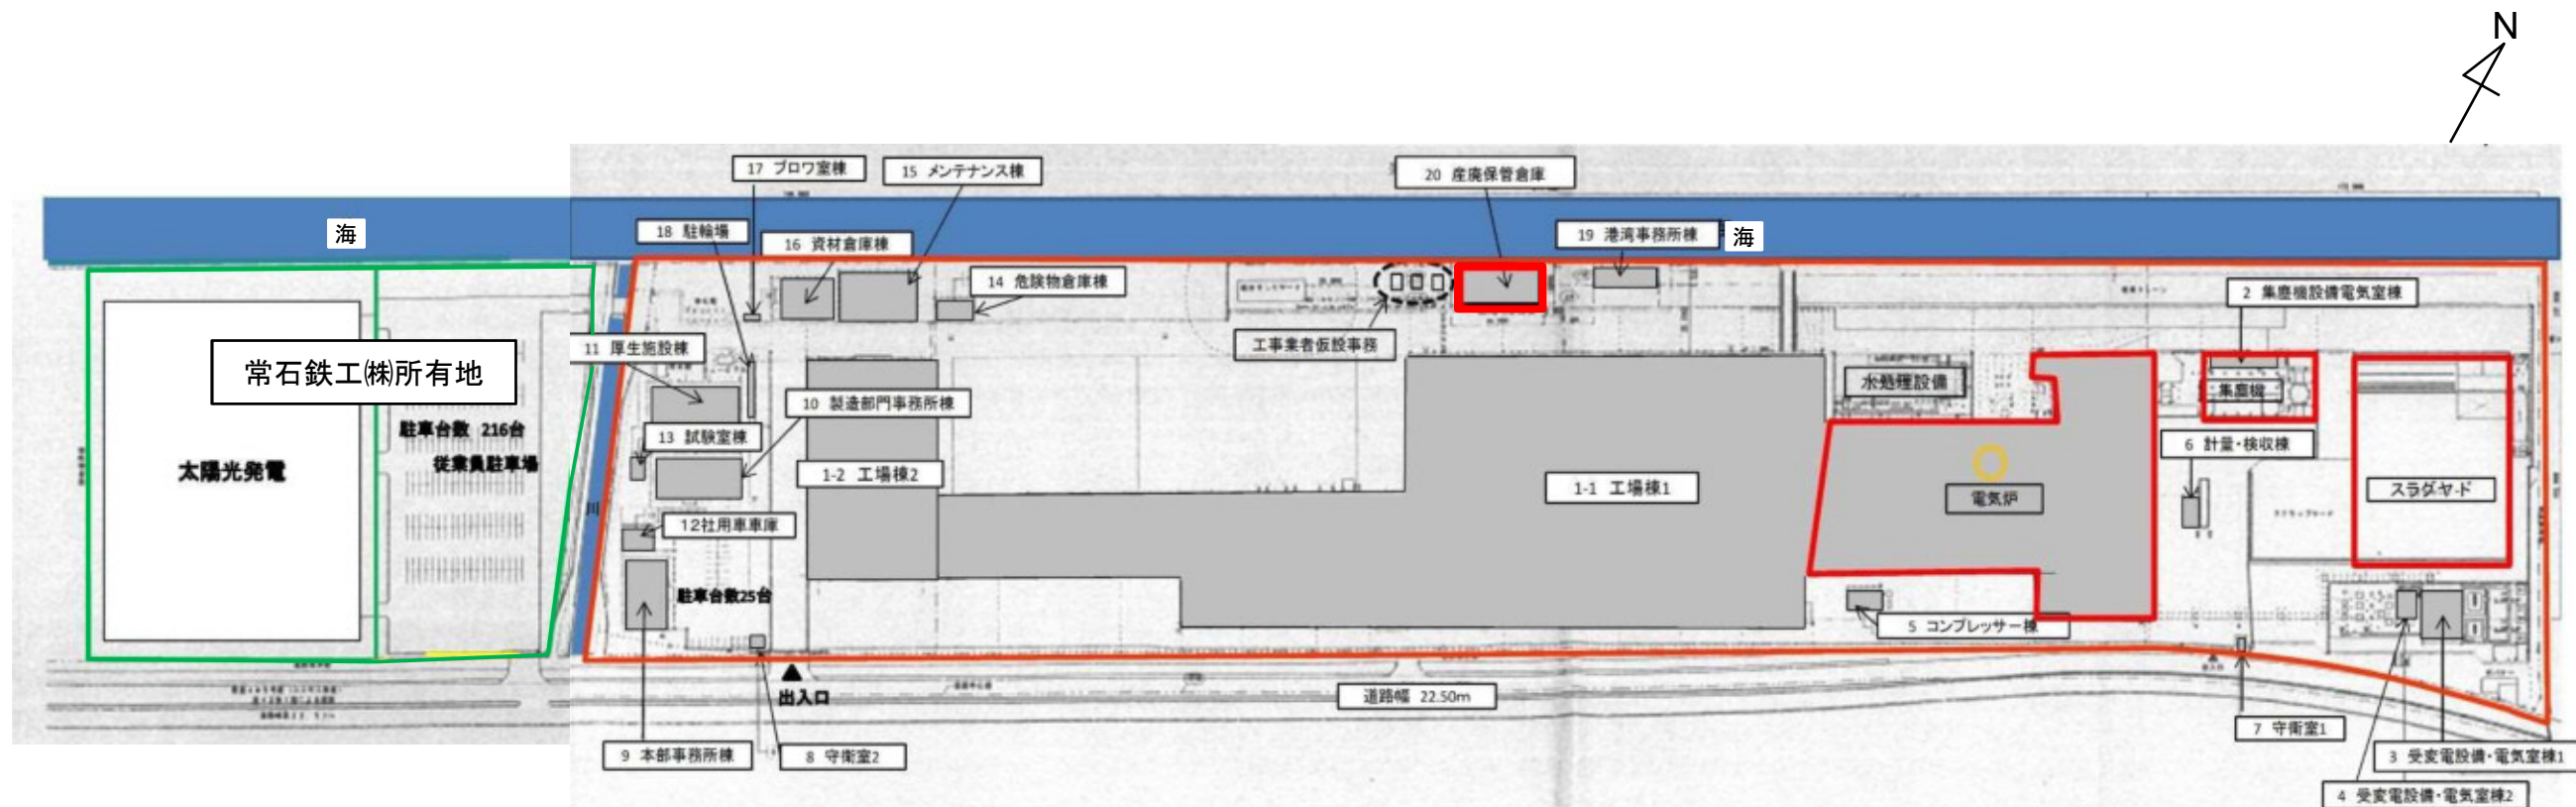 N
17 ブロワ室棟
15 メンテナンス棟
20 産廃保管倉庫
海
18 駐輪場
16 資材倉庫棟
19 港湾事務所棟
海
14 危険物倉庫棟
2 集塵機設備電気室棟
11 厚生施設棟
工事業者仮設事務
常石鉄工㈱所有地
水処理設備
集塵機
10 製造部門事務所棟
駐車台数 216台
従業員駐車場
13 試験室棟
6 計量・検収棟
太陽光発電
1-2 工場棟2
1-1 工場棟1
電気炉
スラグヤード
川
12社用車車庫
駐車台数25台
5 コンプレッサー棟
出入口
道路幅 22.50m
7 守衛室1
9 本部事務所棟
8 守衛室2
3 受変電設備・電気室棟1
4 受変電設備・電気室棟2